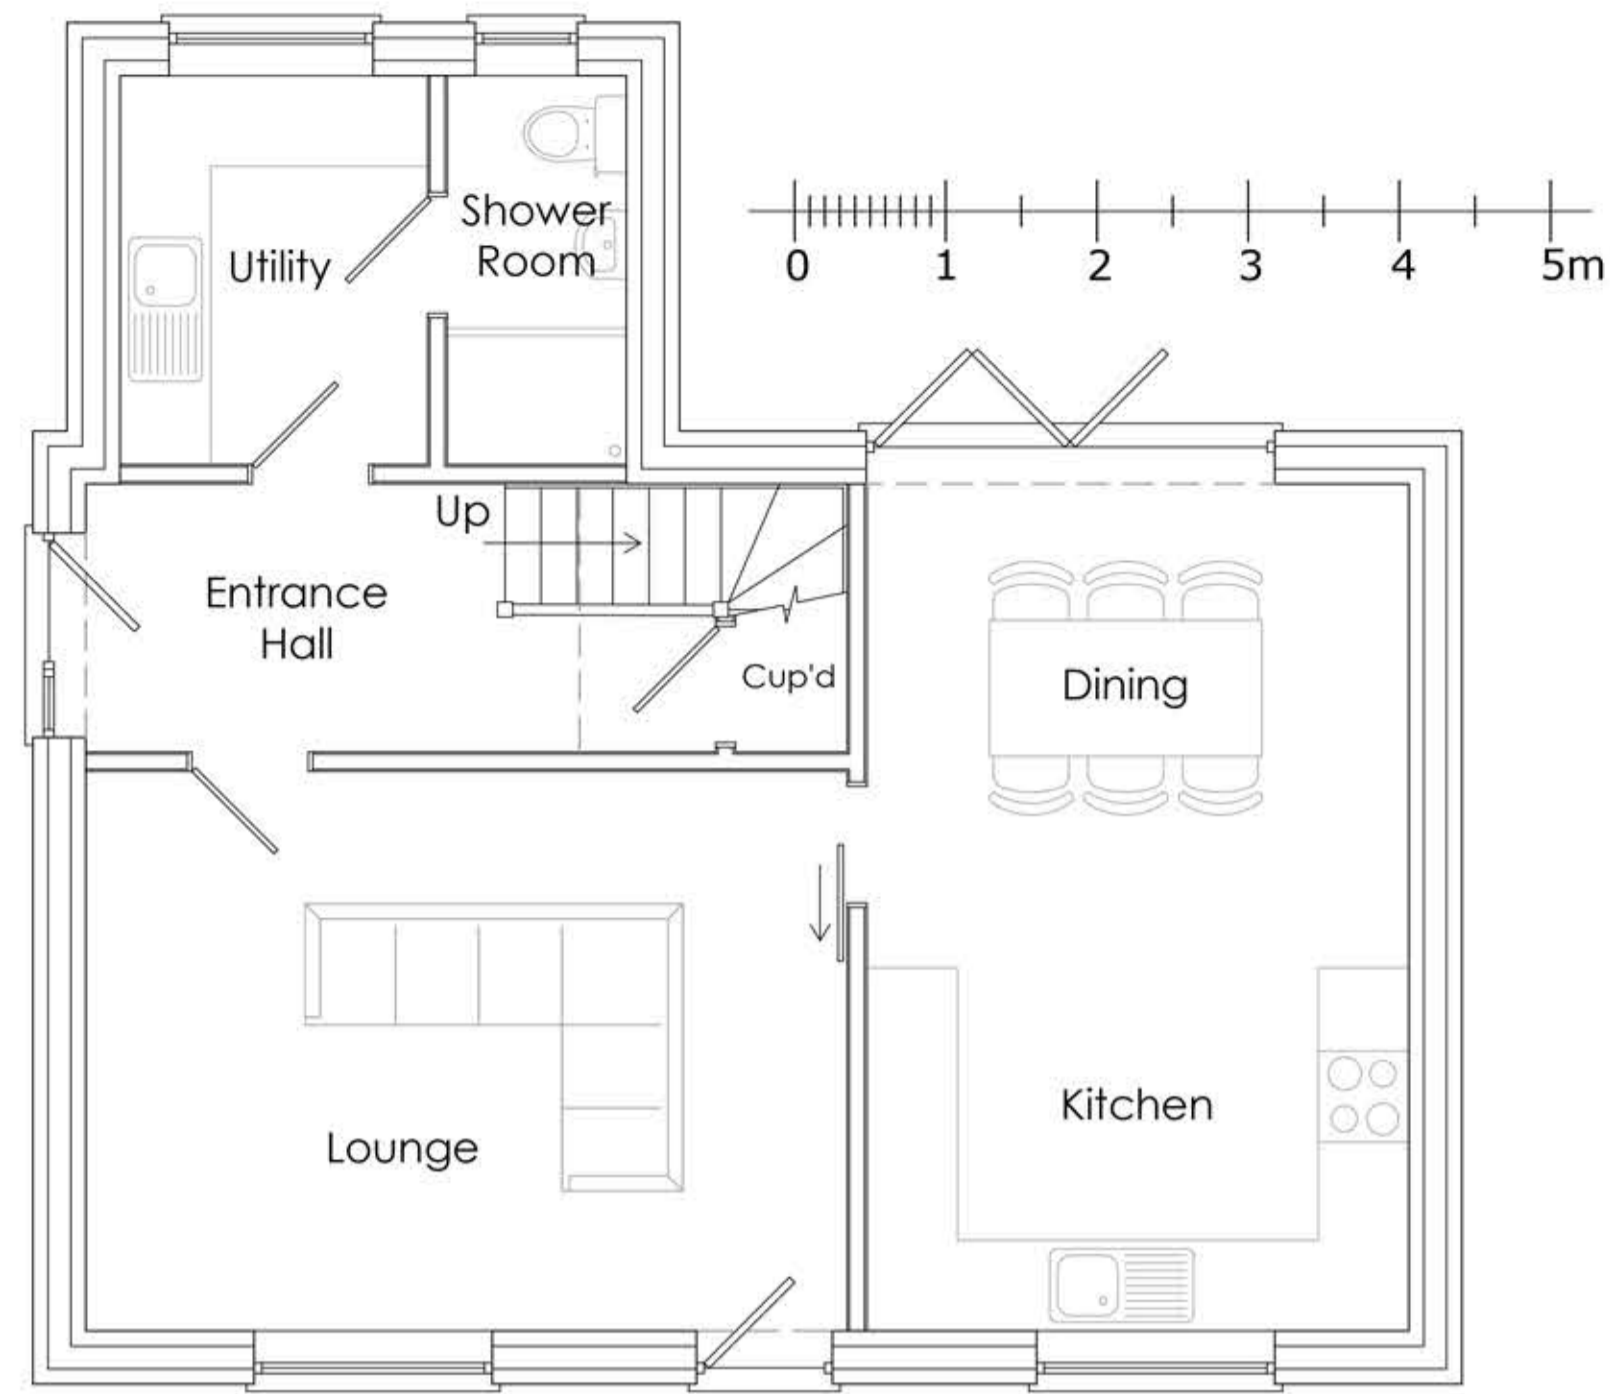 Shower
Room
Utility
0 1 2 3 4 5m
Up
Entrance
Hall
Cup'd
Dining
Kitchen
Lounge